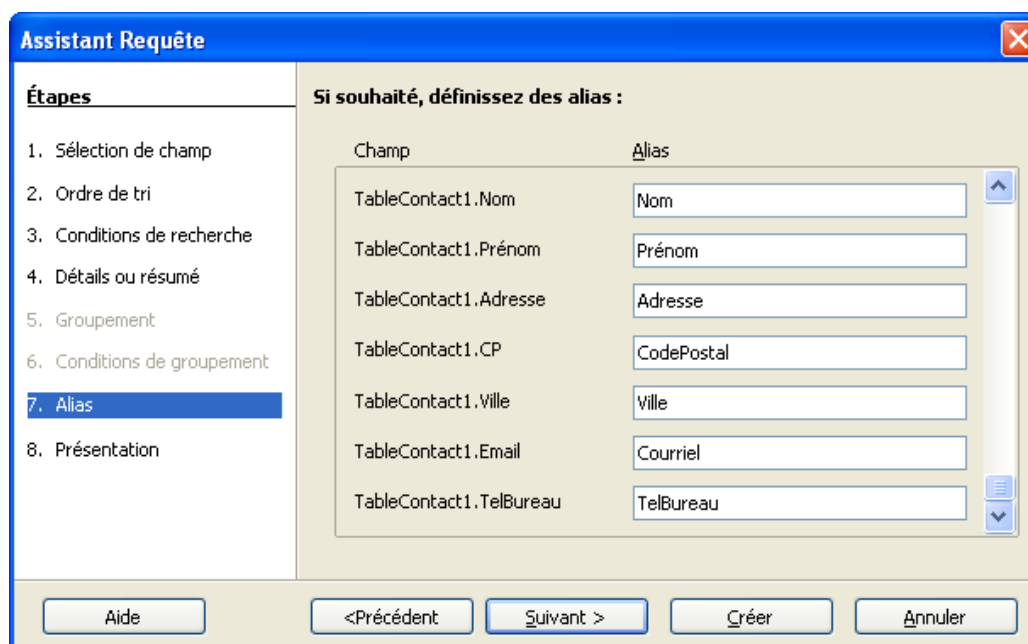 Assistant Requête
Étapes
1. Sélection de champ
2. Ordre de tri
3. Conditions de recherche
4. Détails ou résumé
5. Groupement
6. Conditions de groupement
7. Alias
8. Présentation
Si souhaité, définissez des alias :
Champ Alias
TableContact1.Nom Nom
TableContact1.Prénom Prénom
TableContact1.Adresse Adresse
TableContact1.CP CodePostal
TableContact1.Ville Ville
TableContact1.Email Courriel
TableContact1.TelBureau TelBureau
Aide <Précédent Suivant > Créer Annuler